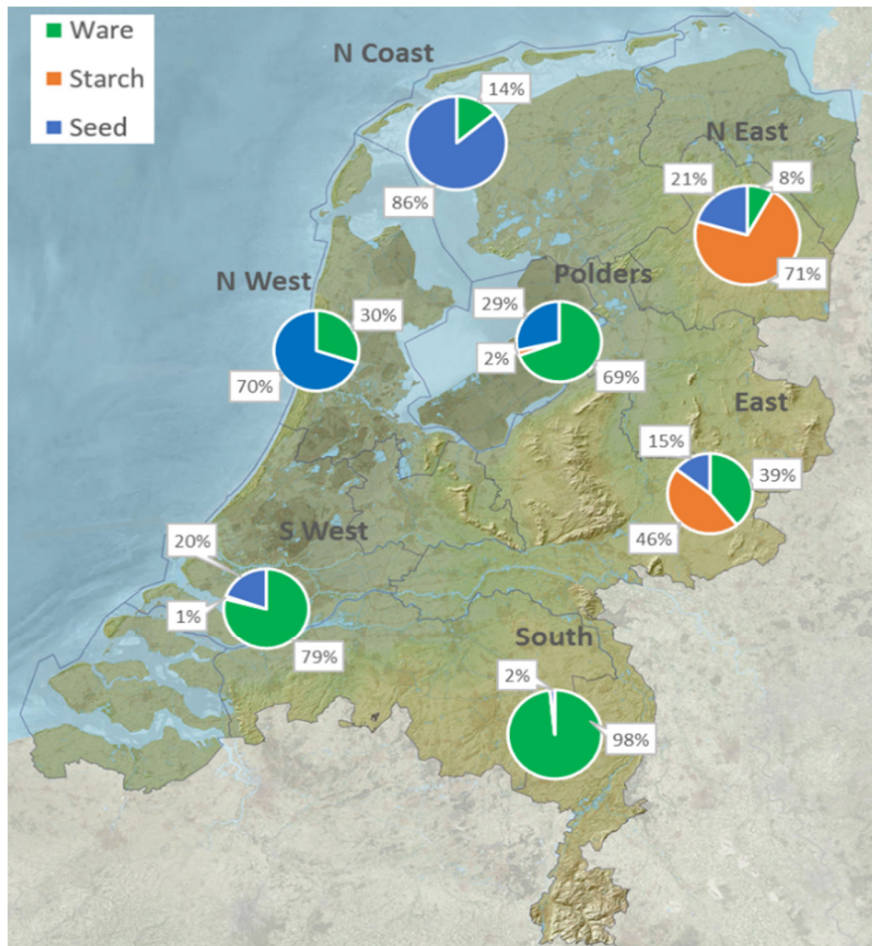 Ware
Starch
Seed
N Coast
14%
86%
N East
21%
8%
71%
N West
30%
70%
Polders
29%
2%
69%
East
15%
39%
46%
S West
20%
1%
79%
South
2%
98%